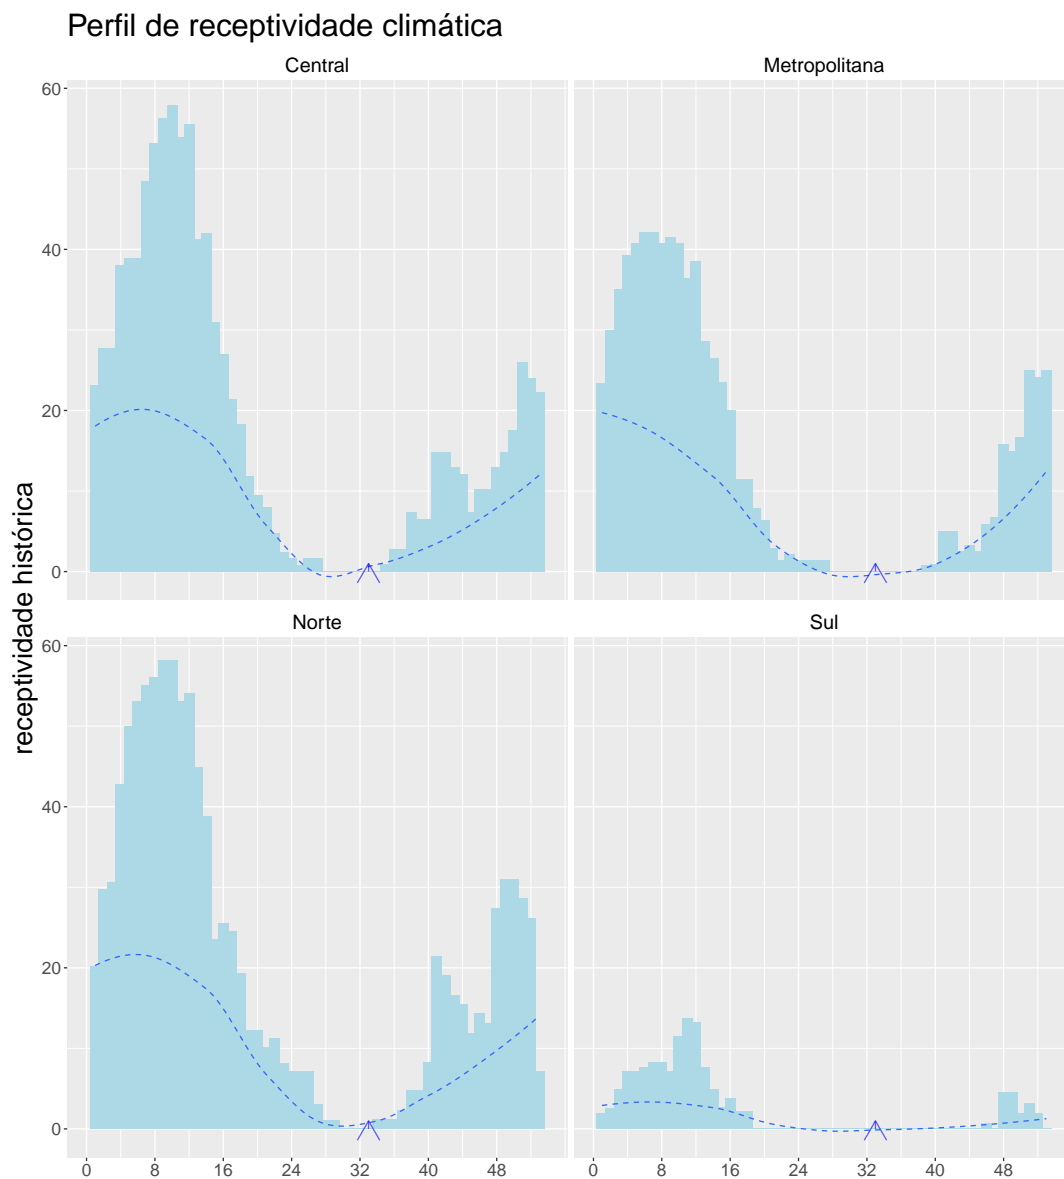 Perfil de receptividade climática
Central
Metropolitana
60
40
20
0
Norte
Sul
60
40
20
0
receptividade histórica
0 8 16 24 32 40 48
0 8 16 24 32 40 48